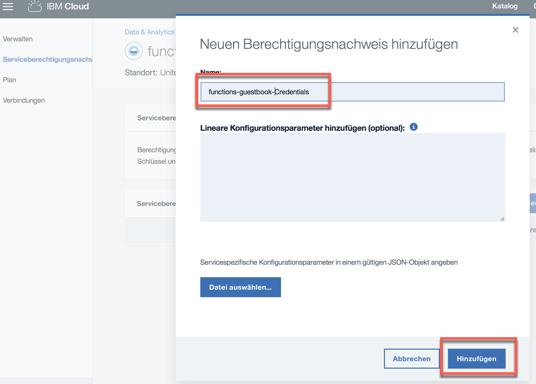 IBM Cloud
Katalog
Verwalten
Serviceberechtigungsnachw
Plan
Verbindungen
Data & Analytics
func
Standort: Unite
Servicebere
Berechtigung
Schlüssel un
Servicebere
Neuen Berechtigungsnachweis hinzufügen
Name:
functions-guestbook-Credentials
Lineare Konfigurationsparameter hinzufügen (optional):
Servicespezifische Konfigurationsparameter in einem gültigen JSON-Objekt angeben
Datei auswählen...
Abbrechen
Hinzufügen